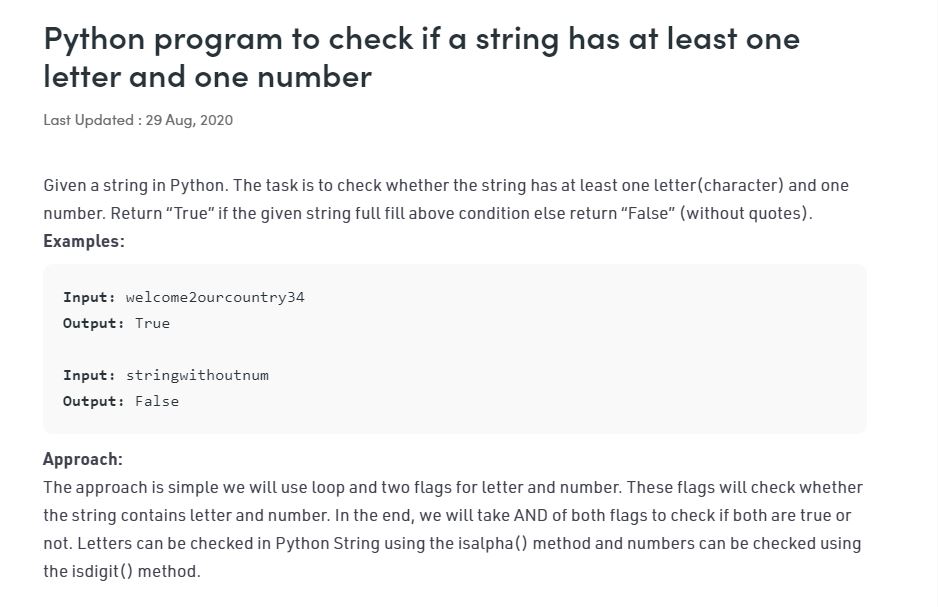 Python program to check if a string has at least one
letter and one number
Last Updated : 29 Aug, 2020
Given a string in Python. The task is to check whether the string has at least one letter(character) and one
number. Return “True” if the given string full fill above condition else return “False” (without quotes).
Examples:
Input: welcome2ourcountry34
Output: True
Input: stringwithoutnum
Output: False
Approach:
The approach is simple we will use loop and two flags for letter and number. These flags will check whether
the string contains letter and number. In the end, we will take AND of both flags to check if both are true or
not. Letters can be checked in Python String using the isalpha() method and numbers can be checked using
the isdigit() method.